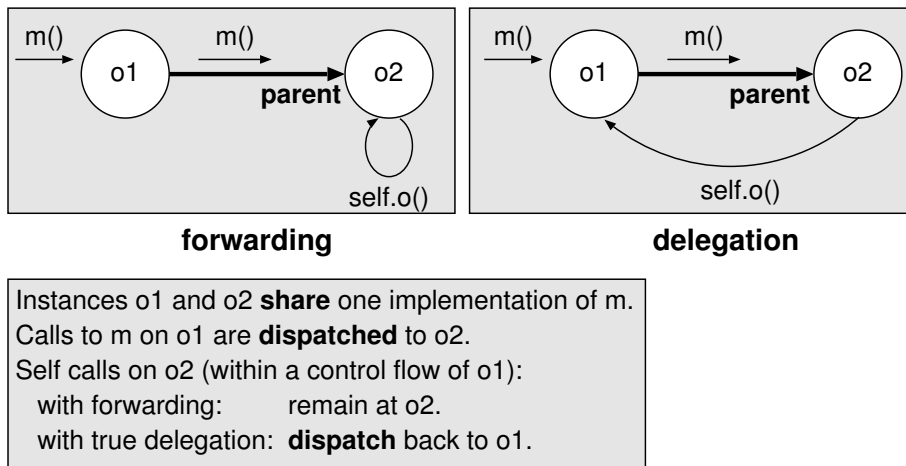 m()
o1
m()
parent
o2
self.o()
forwarding
m()
o1
m()
parent
o2
self.o()
delegation
Instances o1 and o2 share one implementation of m.
Calls to m on o1 are dispatched to o2.
Self calls on o2 (within a control flow of o1):
with forwarding: remain at o2.
with true delegation: dispatch back to o1.